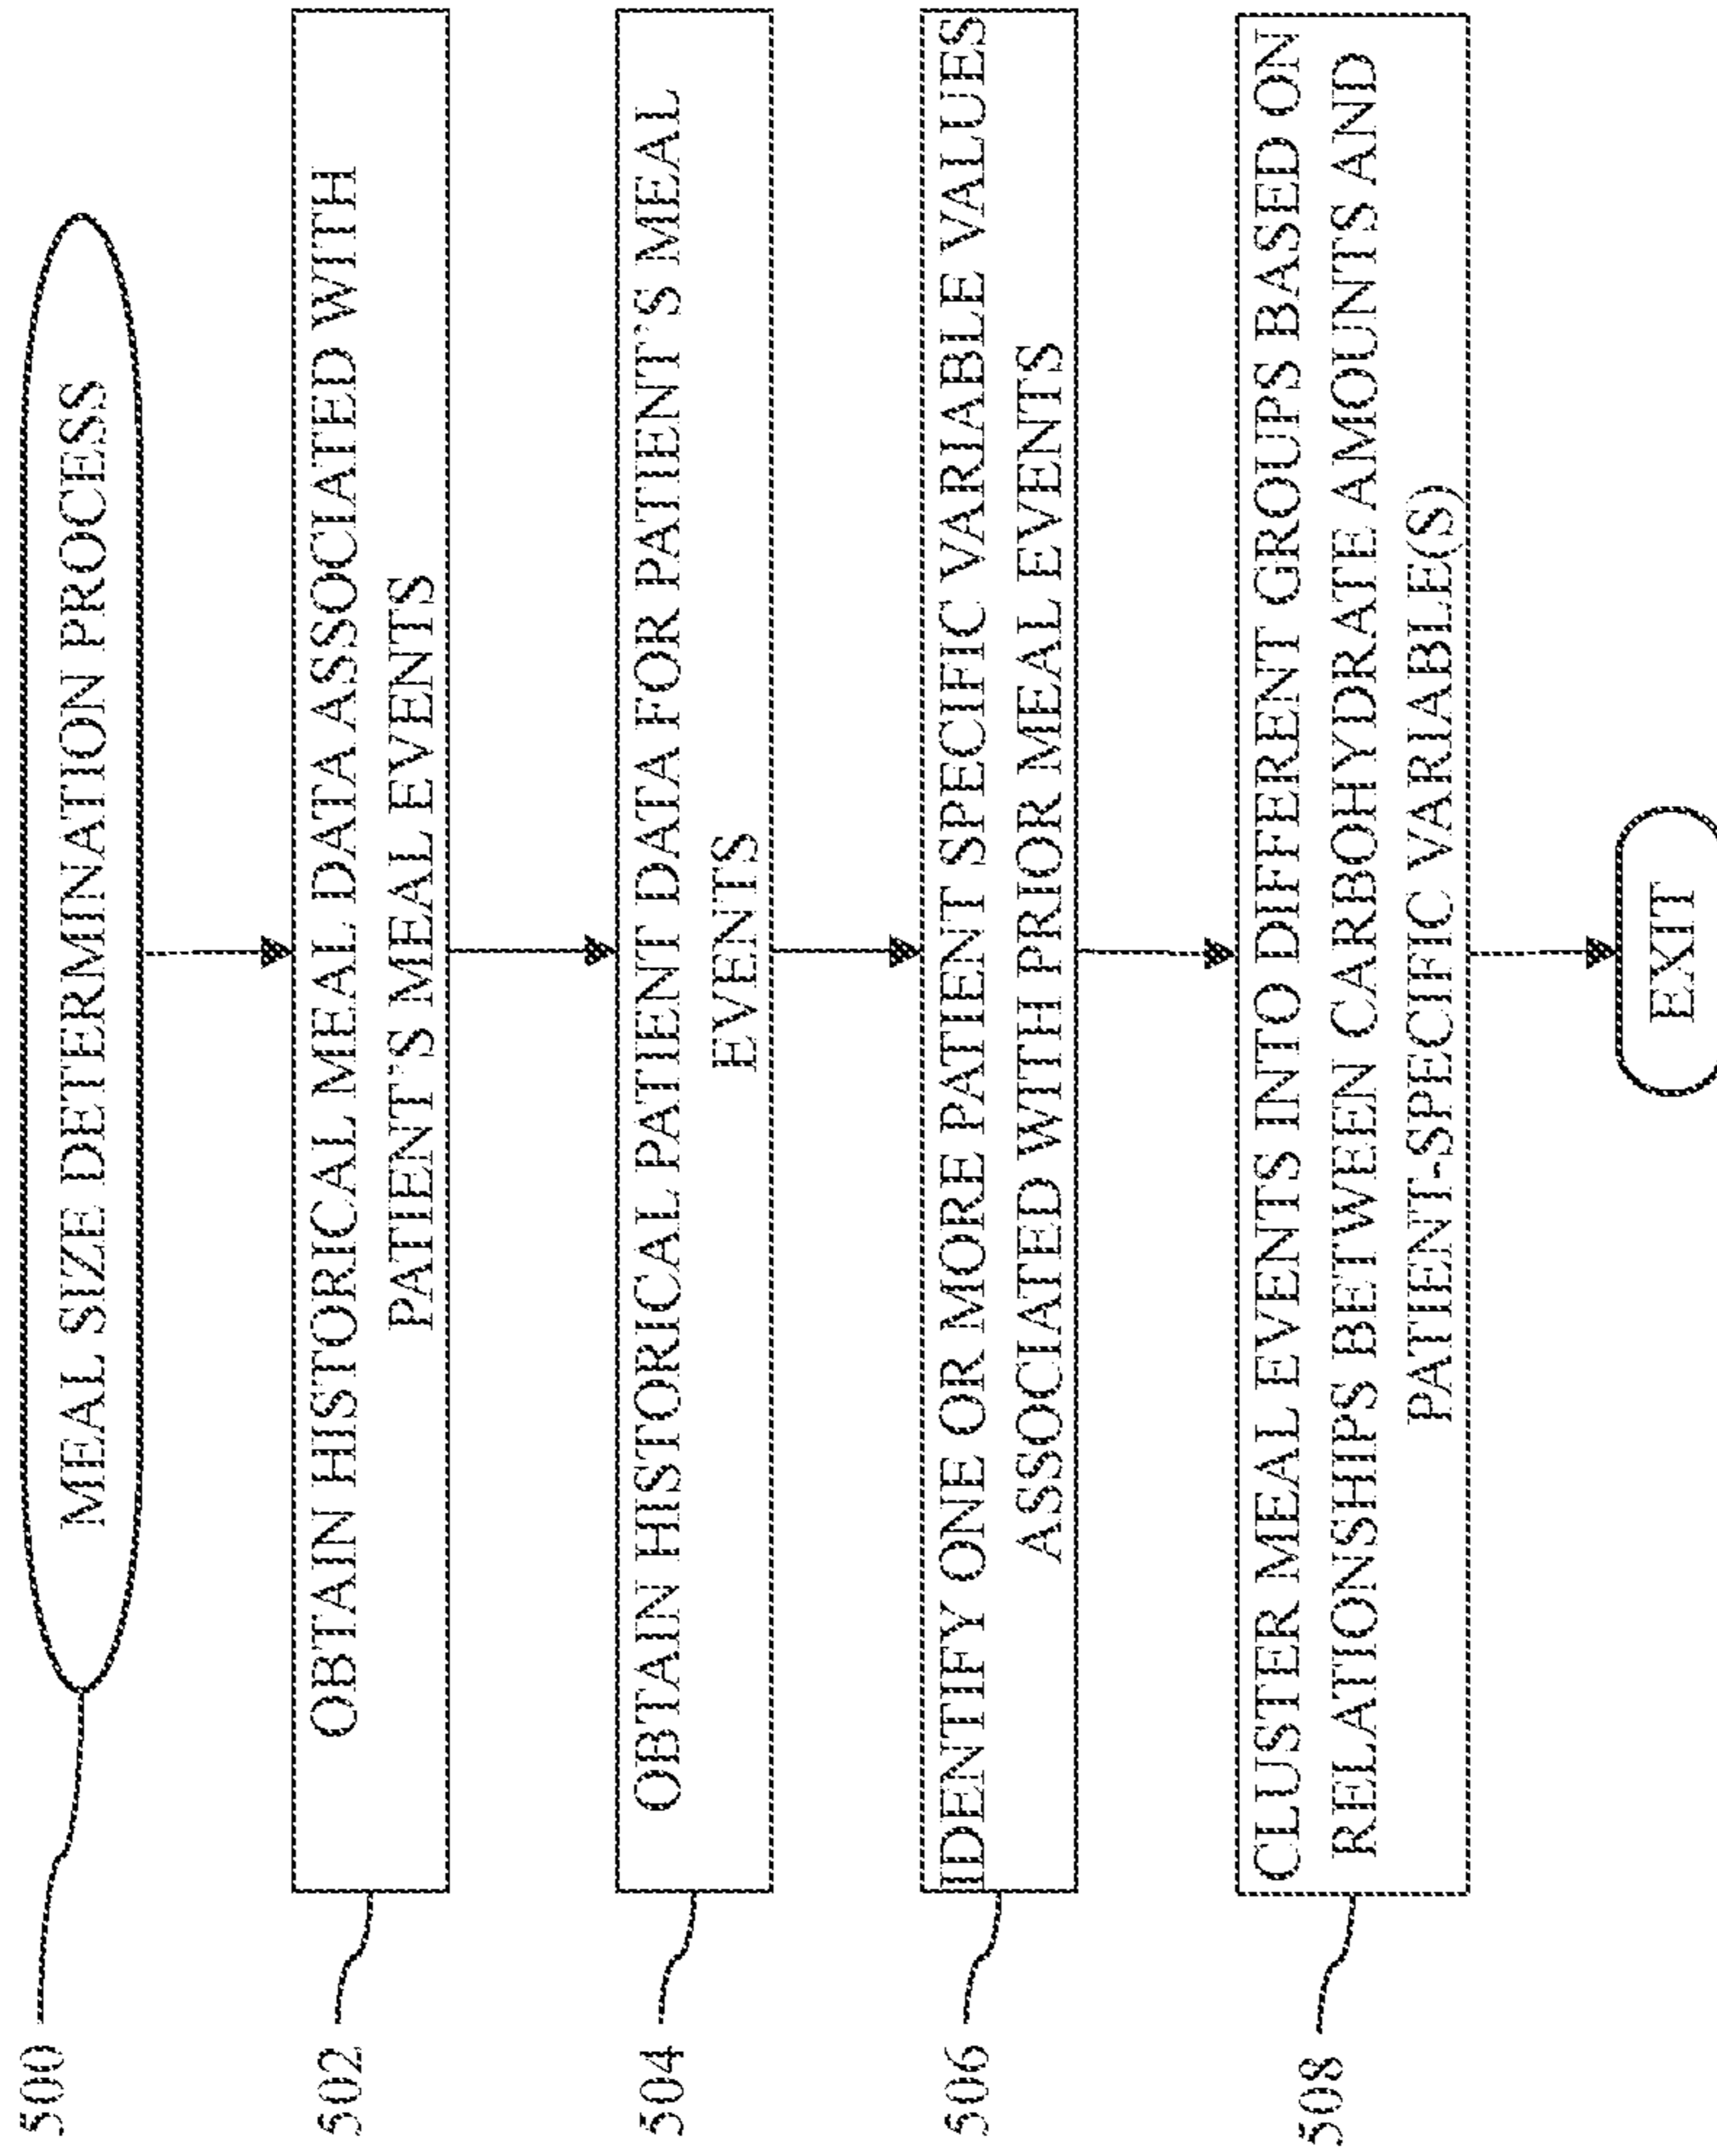 500
MEAL SIZE DETERMINATION PROCESS
502
OBTAIN HISTORICAL MEAL DATA ASSOCIATED WITH
PATIENT'S MEAL EVENTS
504
OBTAIN HISTORICAL PATIENT DATA FOR PATIENT'S MEAL
EVENTS
506
IDENTIFY ONE OR MORE PATIENT SPECIFIC VARIABLE VALUES
ASSOCIATED WITH PRIOR MEAL EVENTS
508
CLUSTER MEAL EVENTS INTO DIFFERENT GROUPS BASED ON
RELATIONSHIPS BETWEEN CARBOHYDRATE AMOUNTS AND
PATIENT-SPECIFIC VARIABLE(S)
EXIT